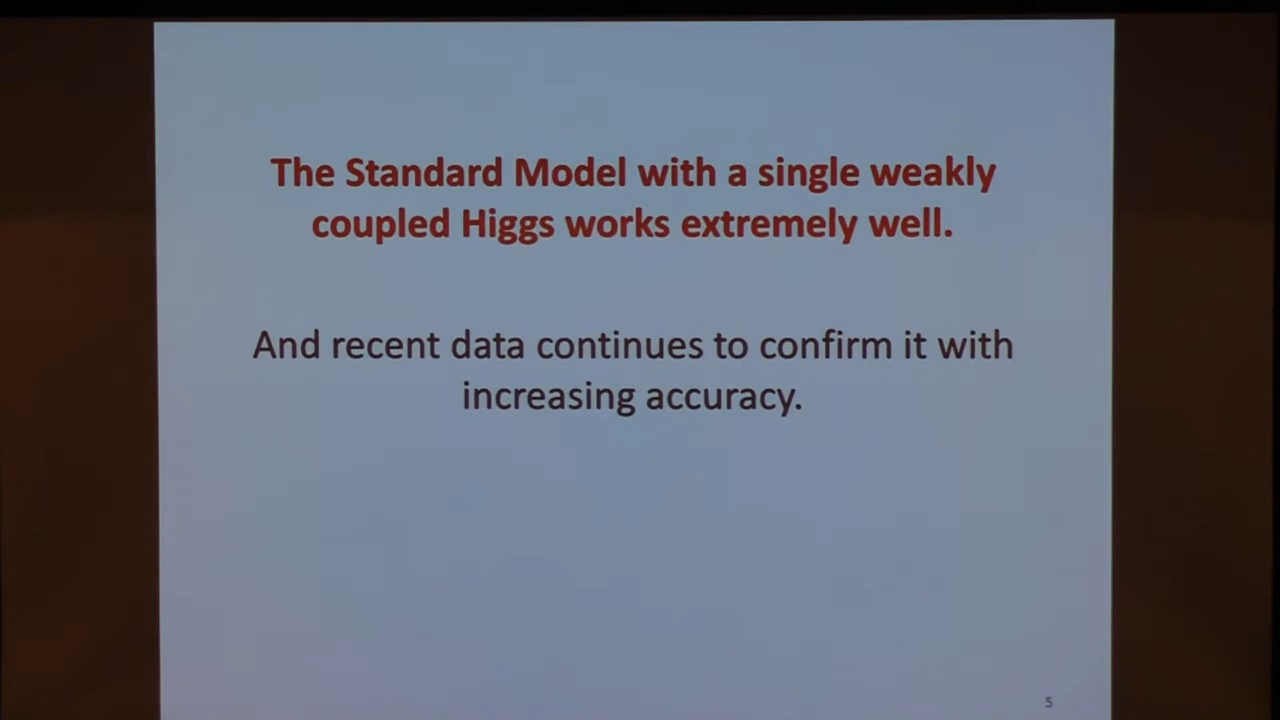 The Standard Model with a single weakly
coupled Higgs works extremely well.
And recent data continues to confirm it with
increasing accuracy.
5